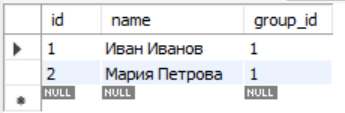 id name group_id
1 Иван Иванов 1
2 Мария Петрова 1
NULL NULL NULL